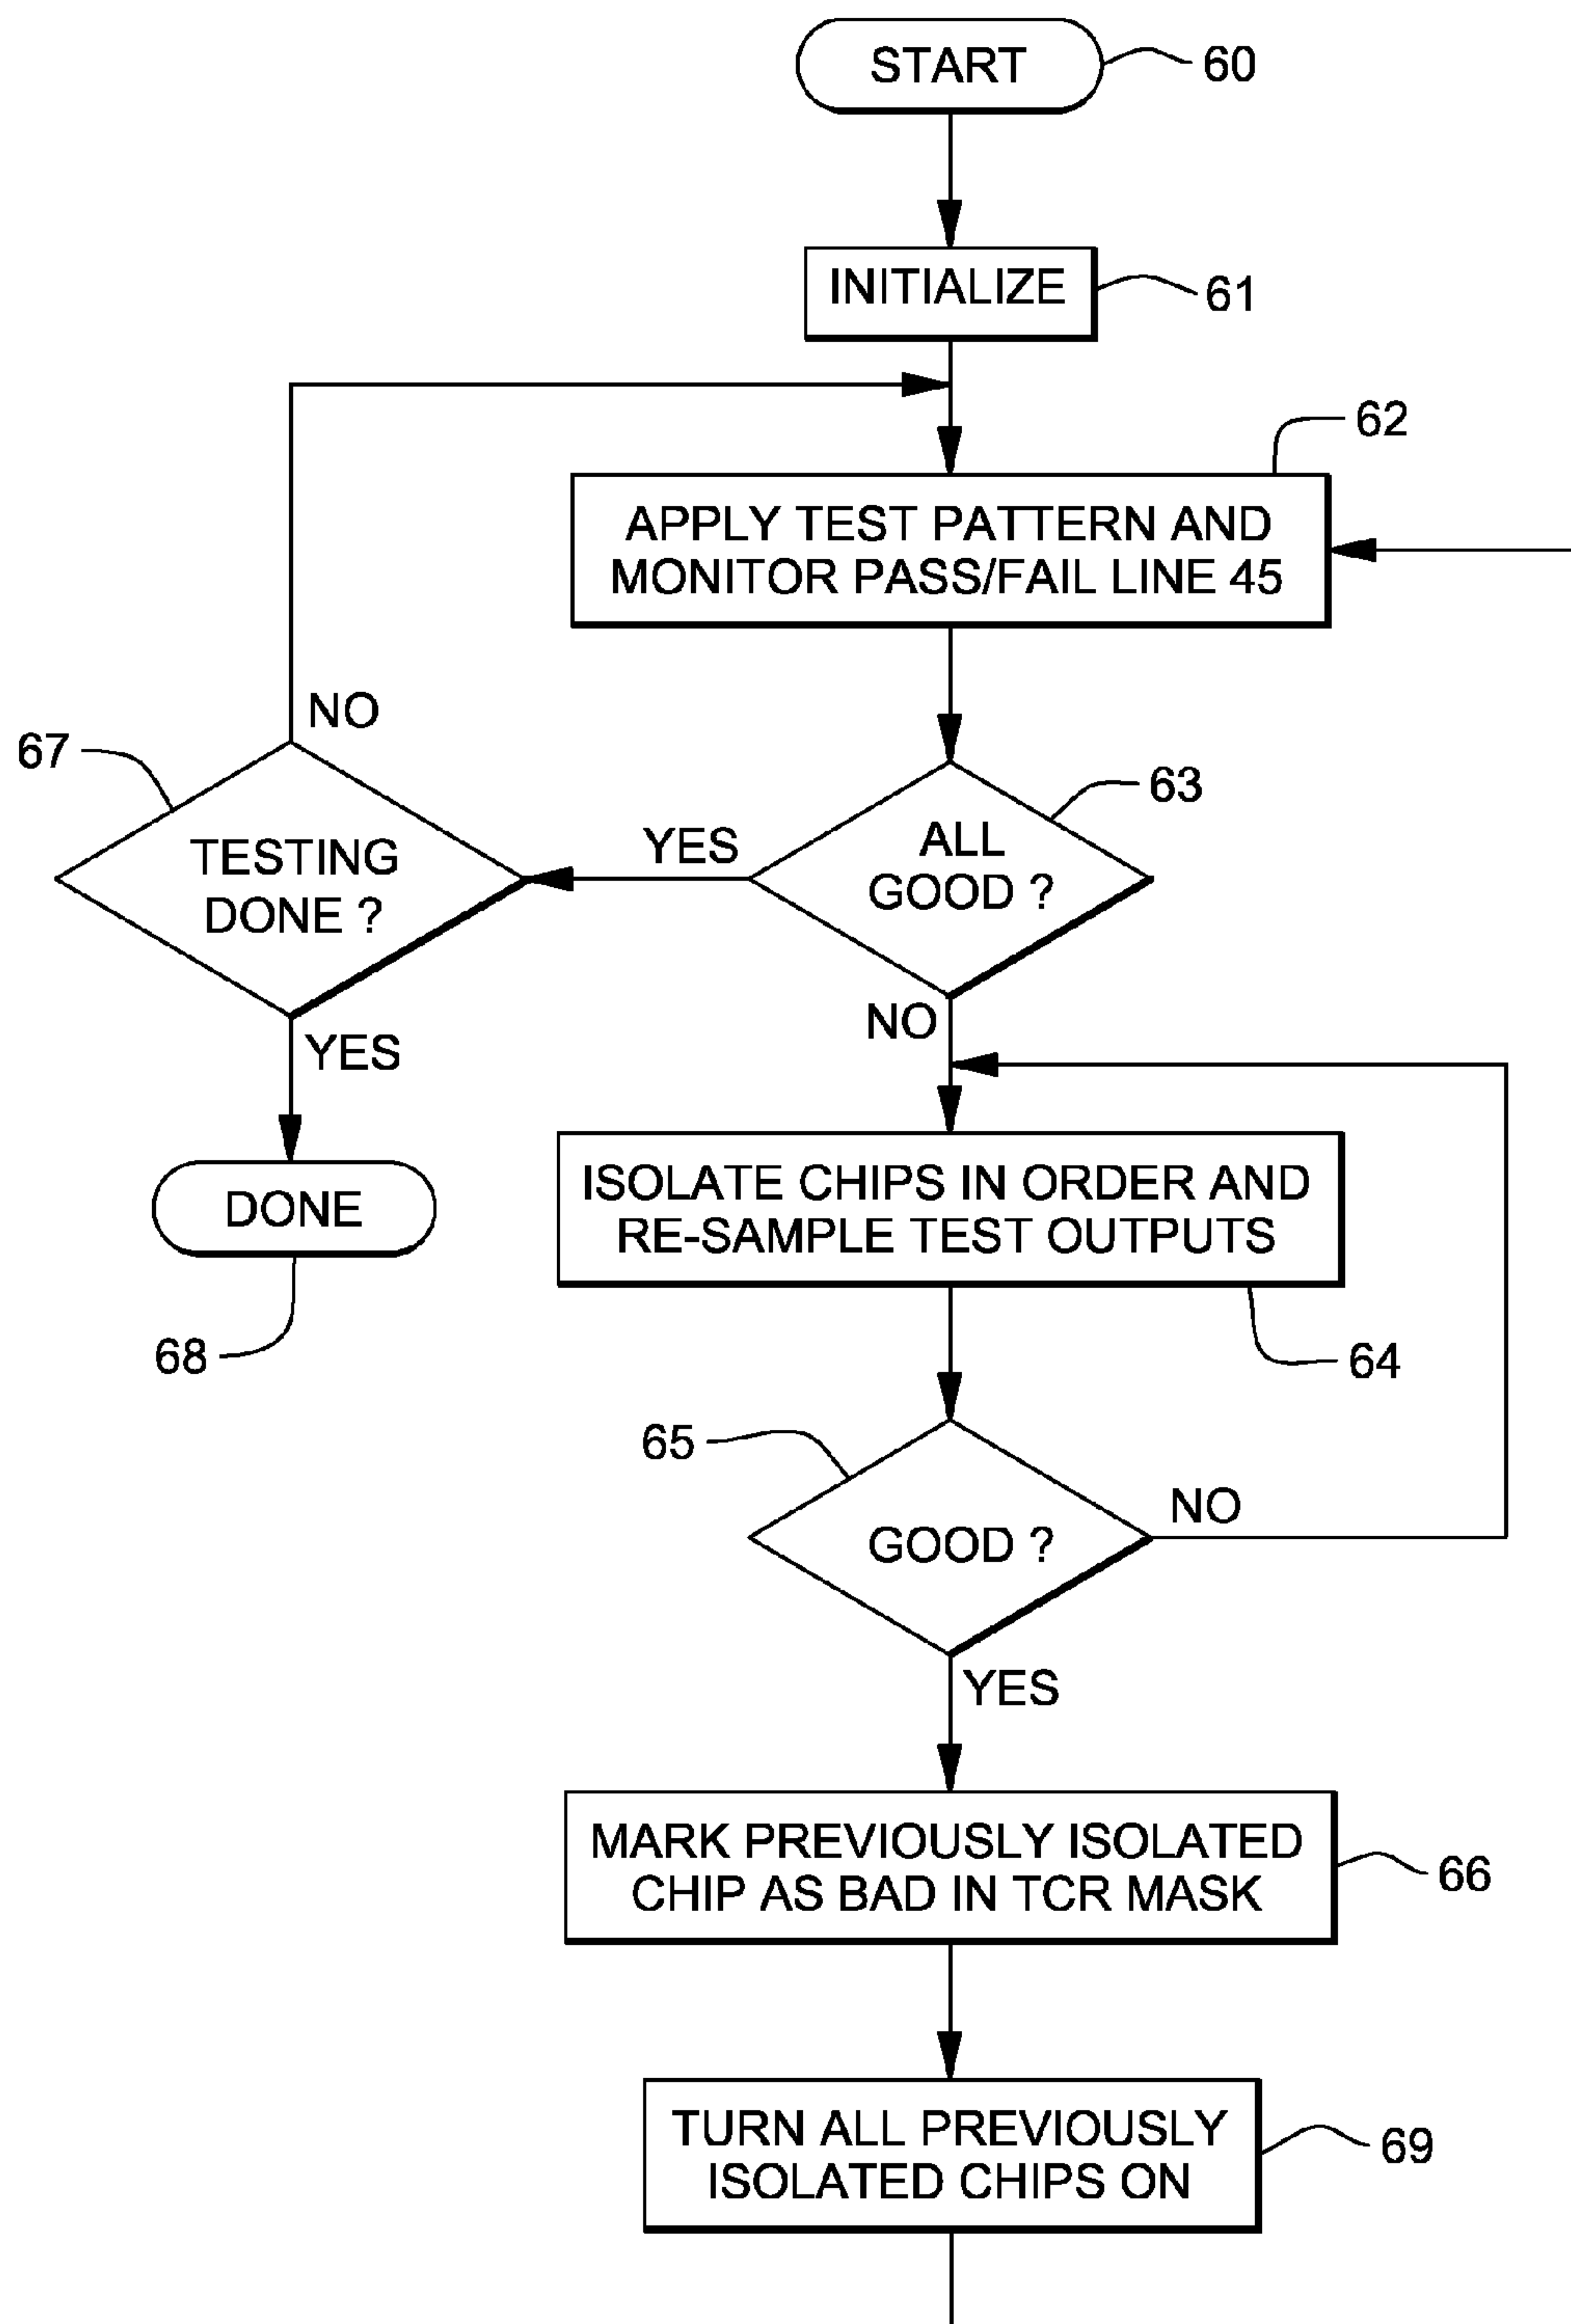 START
60
INITIALIZE
61
62
APPLY TEST PATTERN AND
MONITOR PASS/FAIL LINE 45
NO
67
63
TESTING
DONE ?
YES
ALL
GOOD ?
NO
YES
DONE
68
ISOLATE CHIPS IN ORDER AND
RE-SAMPLE TEST OUTPUTS
64
65
GOOD ?
NO
YES
MARK PREVIOUSLY ISOLATED
CHIP AS BAD IN TCR MASK
66
TURN ALL PREVIOUSLY
ISOLATED CHIPS ON
69